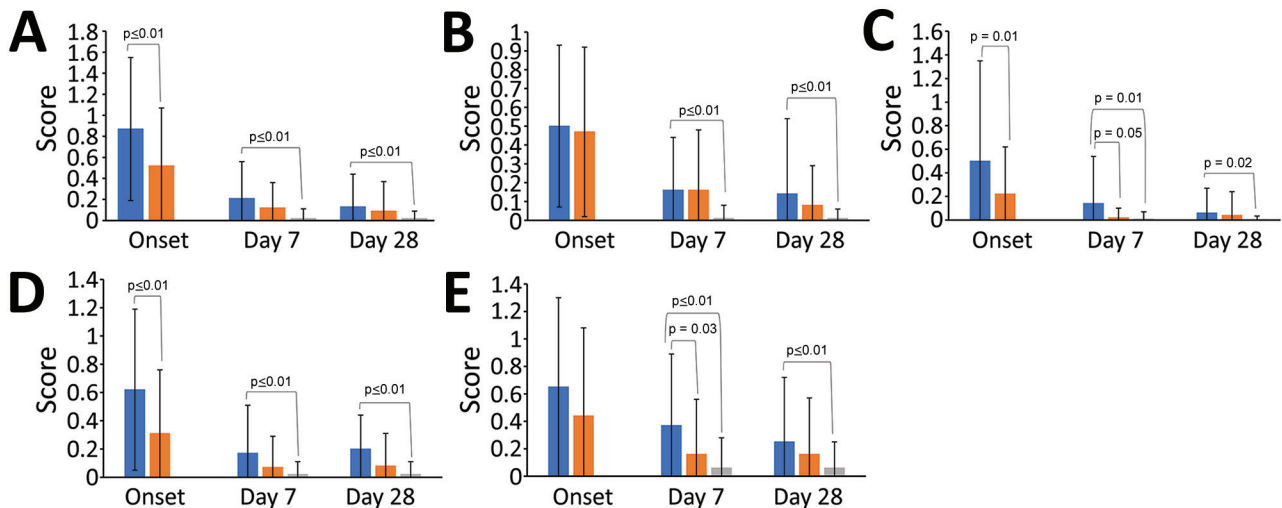 A
Score
1.8
1.6
1.4
1.2
1
0.8
0.6
0.4
0.2
0
p≤0.01
p≤0.01
p≤0.01
Onset Day 7 Day 28
B
Score
1
0.9
0.8
0.7
0.6
0.5
0.4
0.3
0.2
0.1
0
p≤0.01
p≤0.01
Onset Day 7 Day 28
C
Score
1.6
1.4
1.2
1
0.8
0.6
0.4
0.2
0
p = 0.01
p = 0.01
p = 0.05
p = 0.02
Onset Day 7 Day 28
D
Score
1.4
1.2
1
0.8
0.6
0.4
0.2
0
p≤0.01
p≤0.01
p≤0.01
Onset Day 7 Day 28
E
Score
1.4
1.2
1
0.8
0.6
0.4
0.2
0
p≤0.01
p = 0.03
p≤0.01
Onset Day 7 Day 28